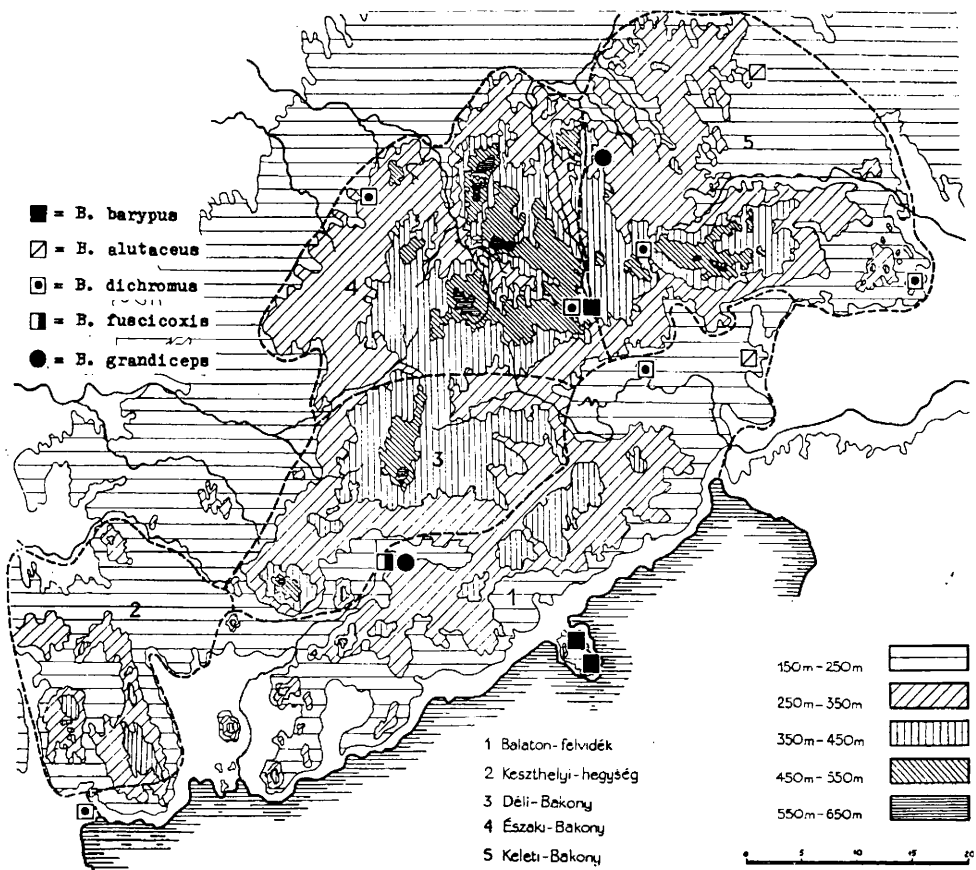 5
■ = B. barypus
= B. alutaceus
= B. dichromus
4
= B. fuscicoxis
● = B. grandiceps
3
2
1
150m-250m
250m-350m
350m-450m
450m-550m
550m-650m
1 Balaton-felvidék
2 Keszthelyi-hegység
3 Déli-Bakony
4 Északi-Bakony
5 Keleti-Bakony
0 5 10 15 20